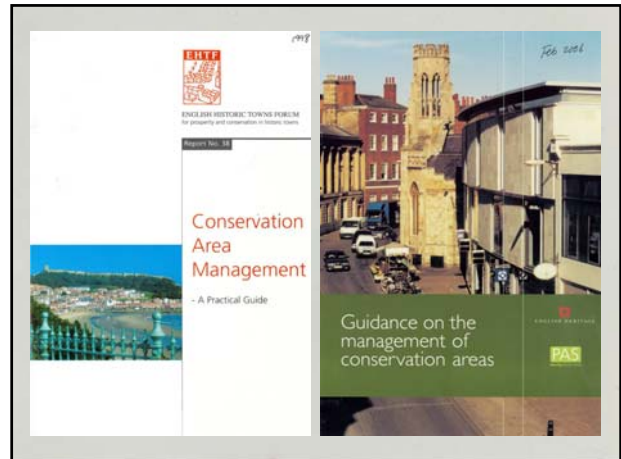 1998
EHTF
ENGLISH HISTORIC TOWNS FORUM
for prosperity and conservation in historic towns
Report No. 38
Conservation
Area
Management
- A Practical Guide
Feb 2006
Guidance on the
management of
conservation areas
ENGLISH HERITAGE
PAS